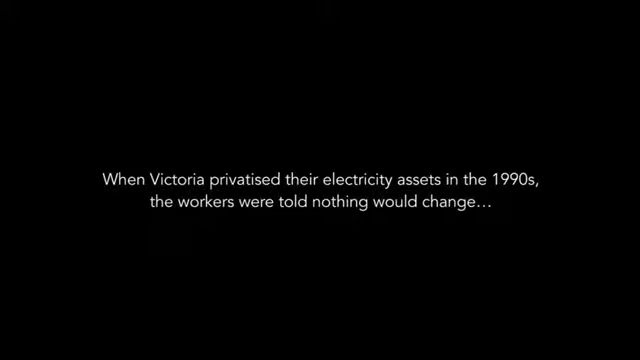 When Victoria privatised their electricity assets in the 1990s,
the workers were told nothing would change…